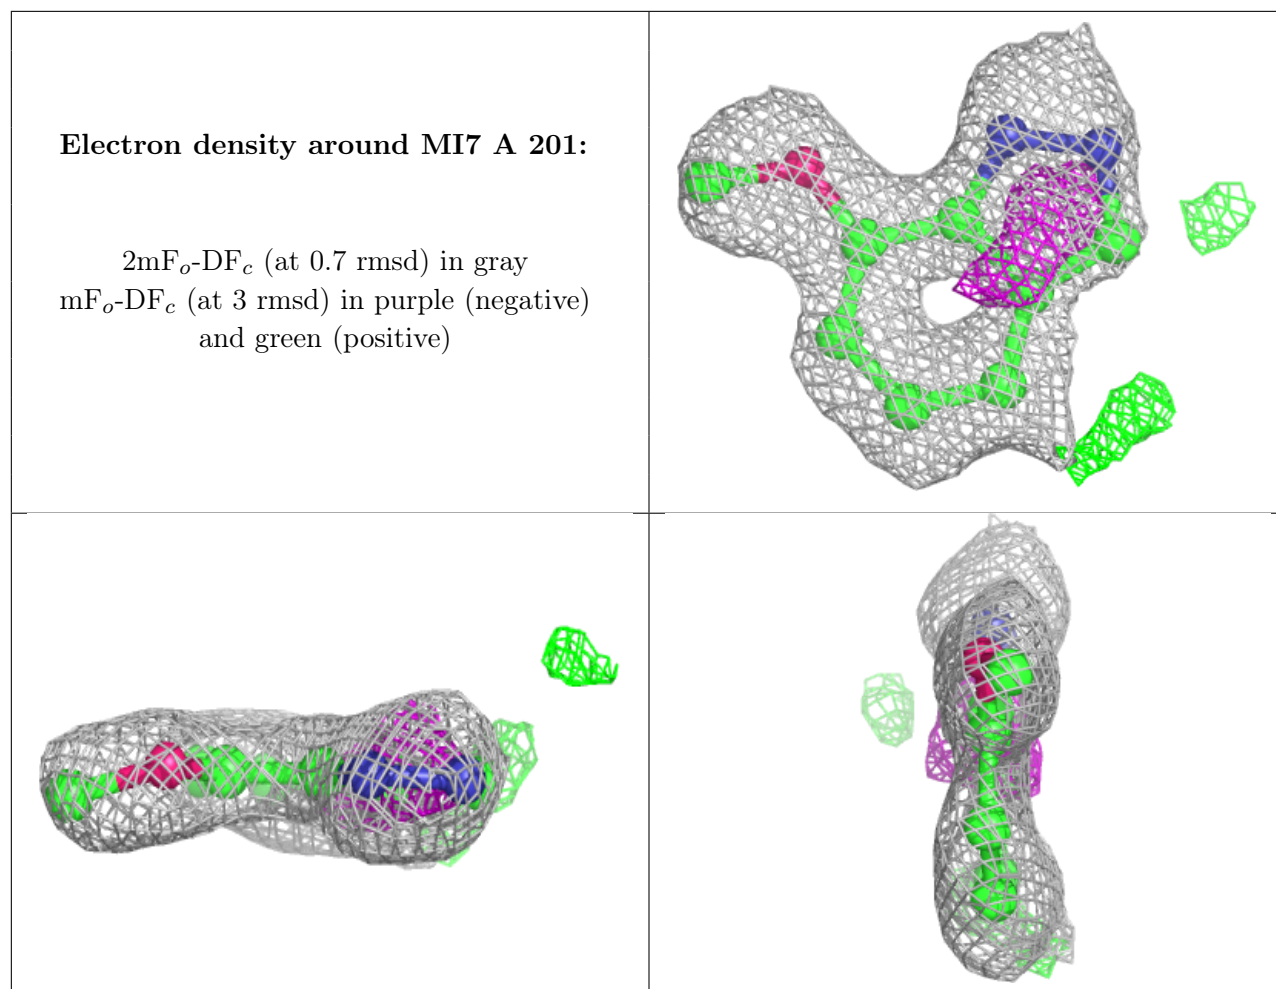 Electron density around MI7 A 201:
2mFo-DFc (at 0.7 rmsd) in gray
mFo-DFc (at 3 rmsd) in purple (negative)
and green (positive)